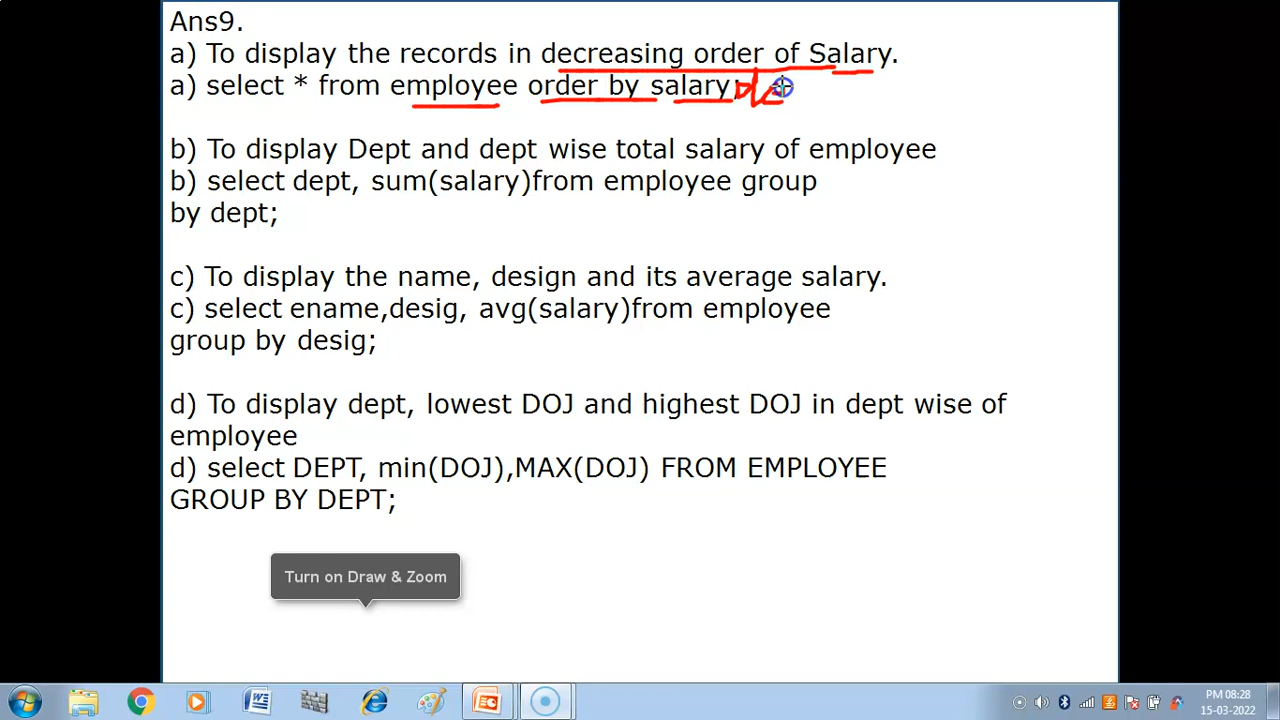 Ans9.
a) To display the records in decreasing order of Salary.
a) select * from employee order by salary;
b) To display Dept and dept wise total salary of employee
b) select dept, sum(salary)from employee group
by dept;
c) To display the name, design and its average salary.
c) select ename,desig, avg(salary)from employee
group by desig;
d) To display dept, lowest DOJ and highest DOJ in dept wise of
employee
d) select DEPT, min(DOJ),MAX(DOJ) FROM EMPLOYEE
GROUP BY DEPT;
Turn on Draw & Zoom
PM 08:28
15-03-2022